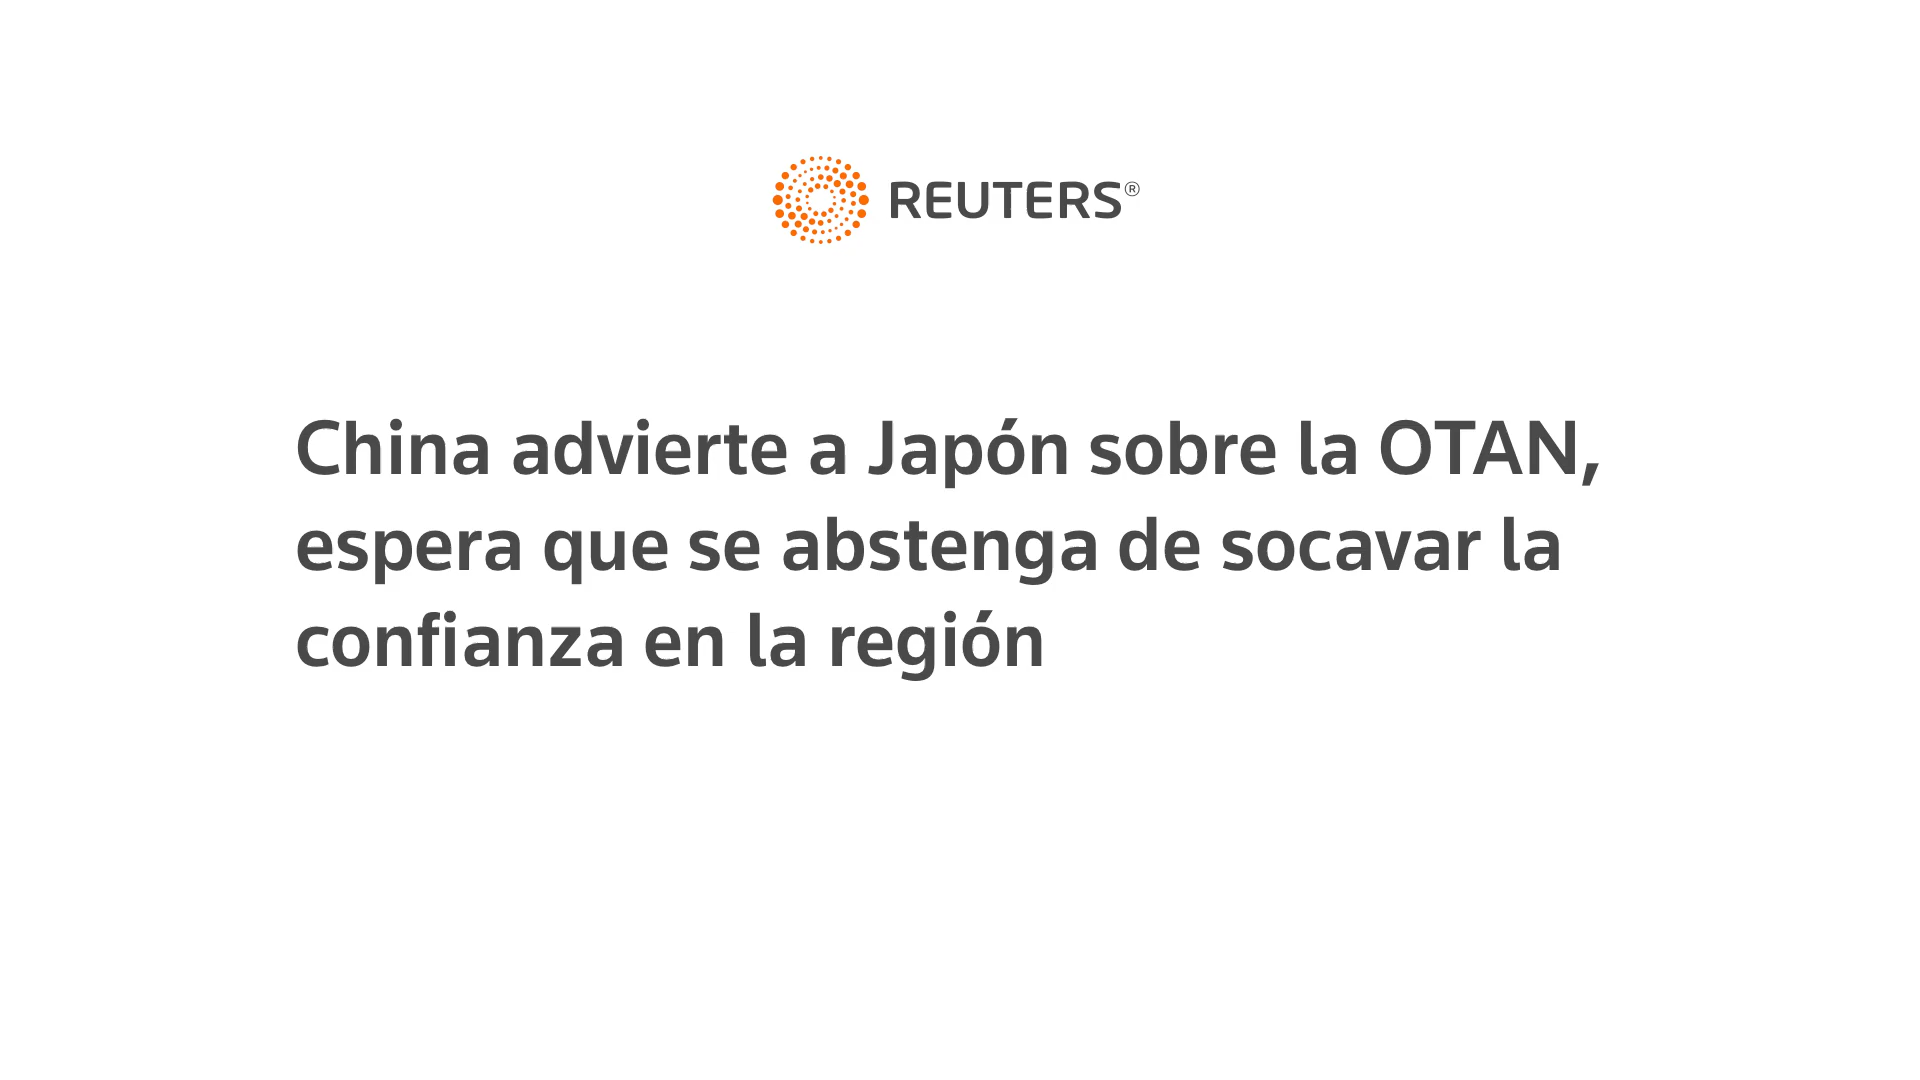 REUTERS®
China advierte a Japón sobre la OTAN,
espera que se abstenga de socavar la
confianza en la región